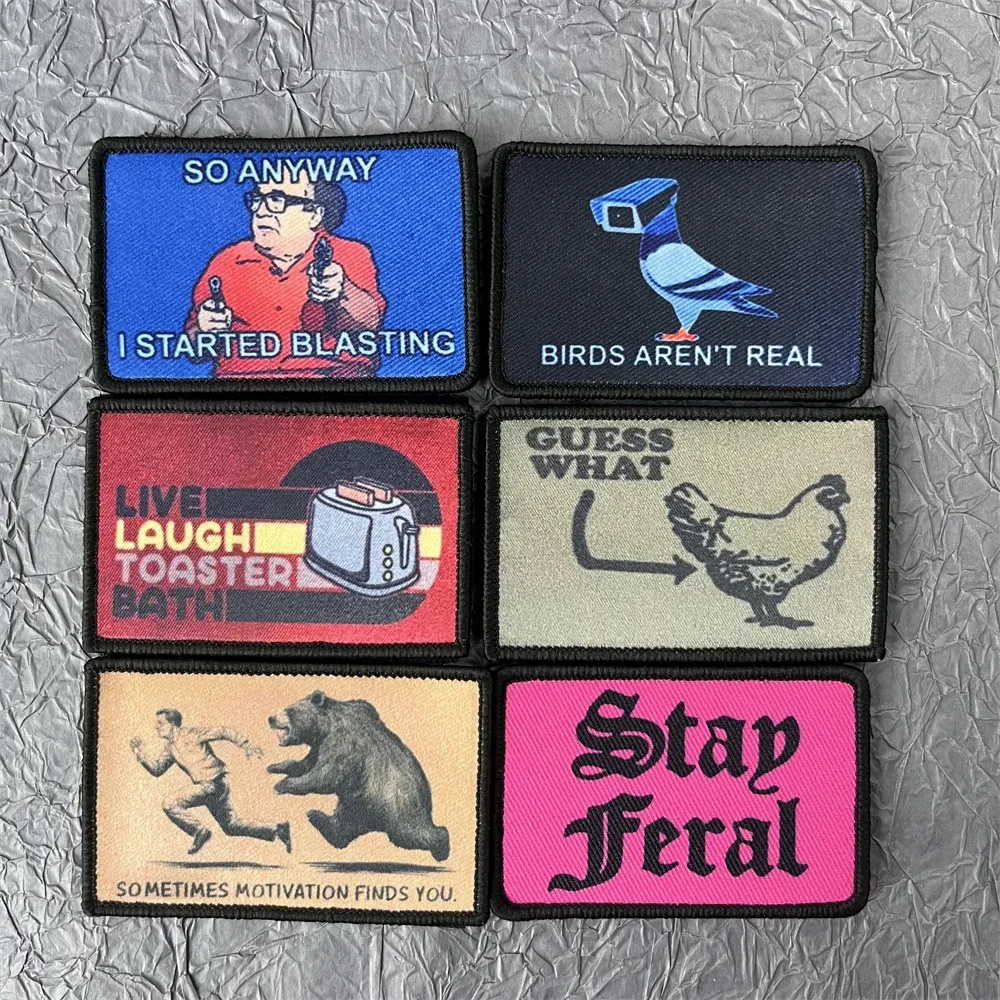 SO ANYWAY
I STARTED BLASTING
BIRDS AREN'T REAL
LIVE
LAUGH
TOASTER
BATH
GUESS
WHAT
SOMETIMES MOTIVATION FINDS YOU.
Stay
Feral